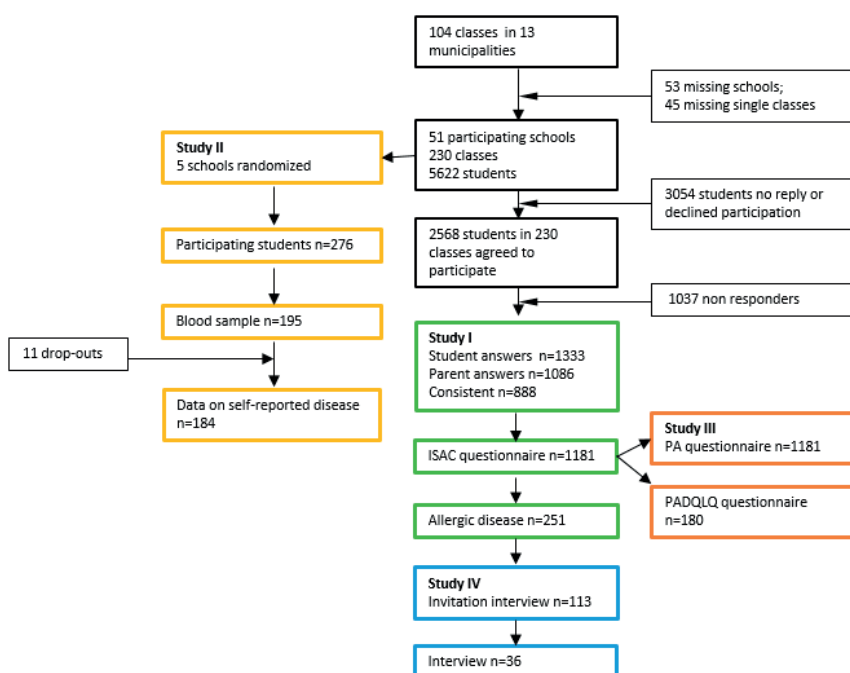 104 classes in 13
municipalities
53 missing schools;
45 missing single classes
51 participating schools
230 classes
5622 students
Study II
5 schools randomized
3054 students no reply or
declined participation
2568 students in 230
classes agreed to
participate
Participating students n=276
1037 non responders
Blood sample n=195
11 drop-outs
Study I
Student answers n=1333
Parent answers n=1086
Consistent n=888
Data on self-reported disease
n=184
Study III
PA questionnaire n=1181
ISAC questionnaire n=1181
PADQLQ questionnaire
n=180
Allergic disease n=251
Study IV
Invitation interview n=113
Interview n=36